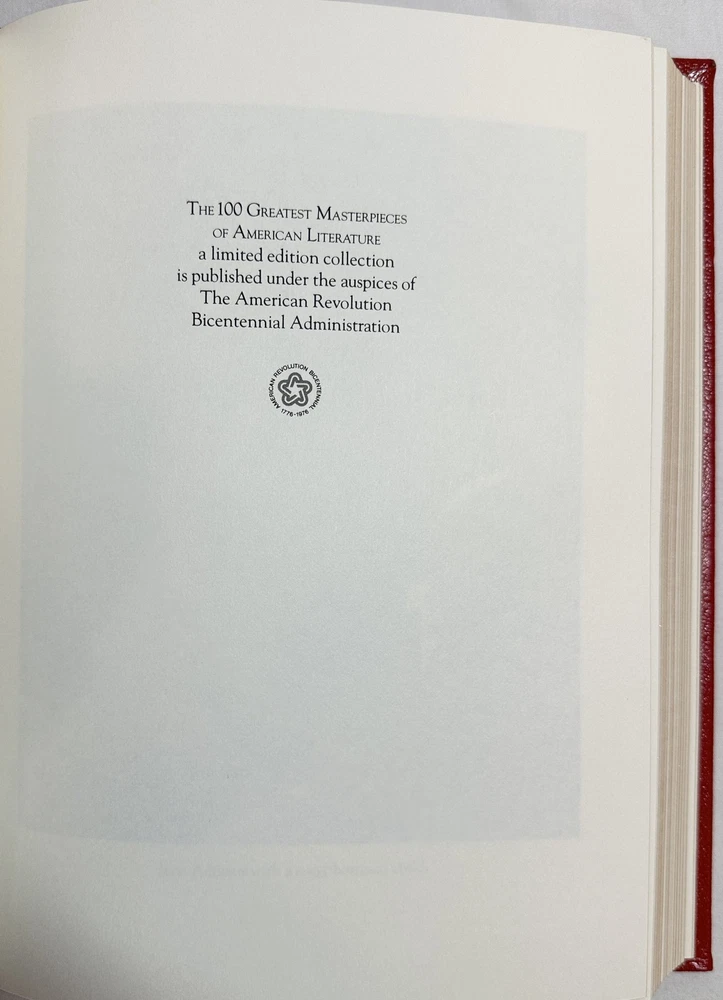 THE 100 GREATEST MASTERPIECES
OF AMERICAN LITERATURE
a limited edition collection
is published under the auspices of
The American Revolution
Bicentennial Administration
AMERICAN REVOLUTION BICENTENNIAL
1776-1976